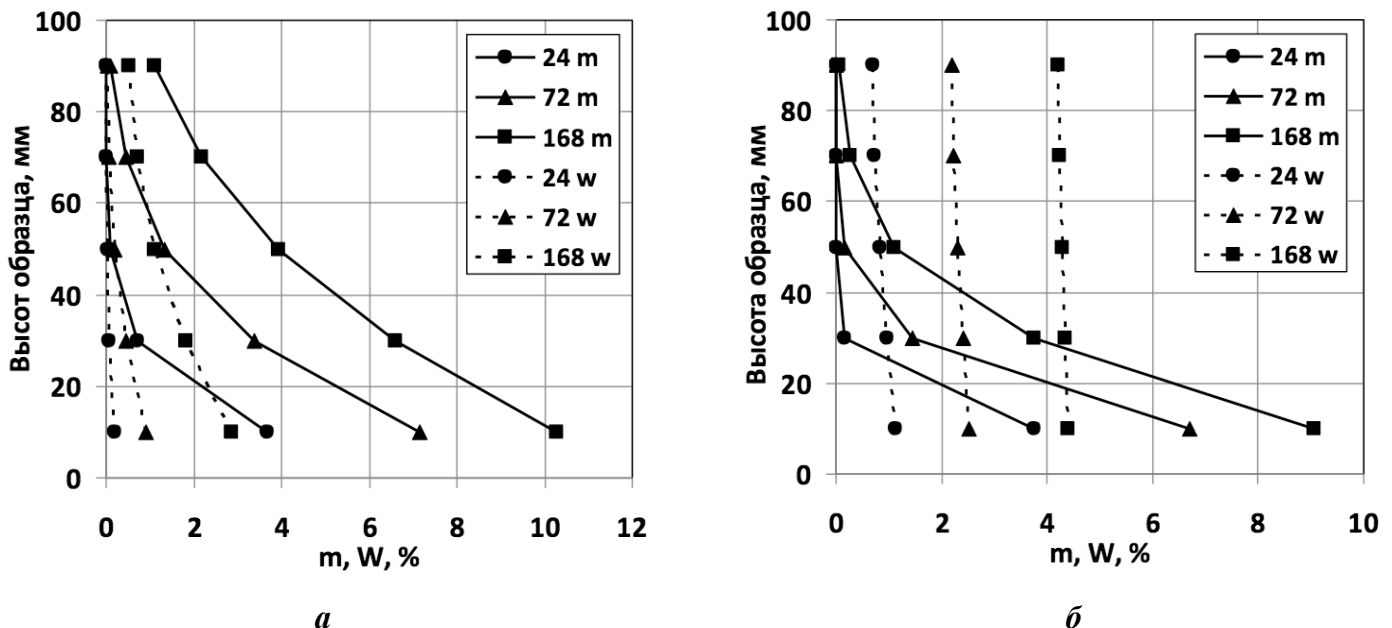 100
80
60
40
20
0
Высот образца, мм
0 2 4 6 8 10 12
m, W, %
24 m
72 m
168 m
24 w
72 w
168 w
а
100
80
60
40
20
0
Высота образца, мм
0 2 4 6 8 10
m, W, %
24 m
72 m
168 m
24 w
72 w
168 w
б